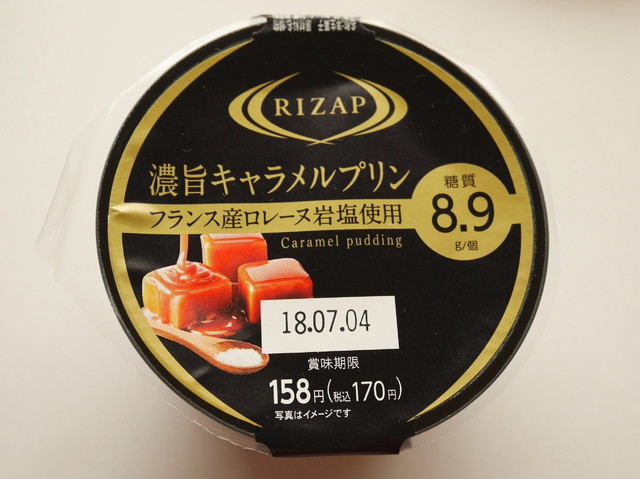 RIZAP
濃旨キャラメルプリン
フランス産ロレーヌ岩塩使用
Caramel pudding
糖質
8.9
g/個
18.07.04
賞味期限
158円(税込170円)
写真はイメージです